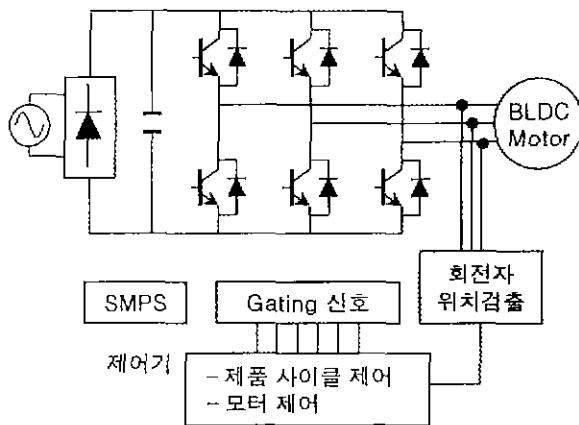 BLDC
Motor
회전자
위치검출
SMPS
Gating 신호
제어기
– 제품 사이클 제어
– 모터 제어